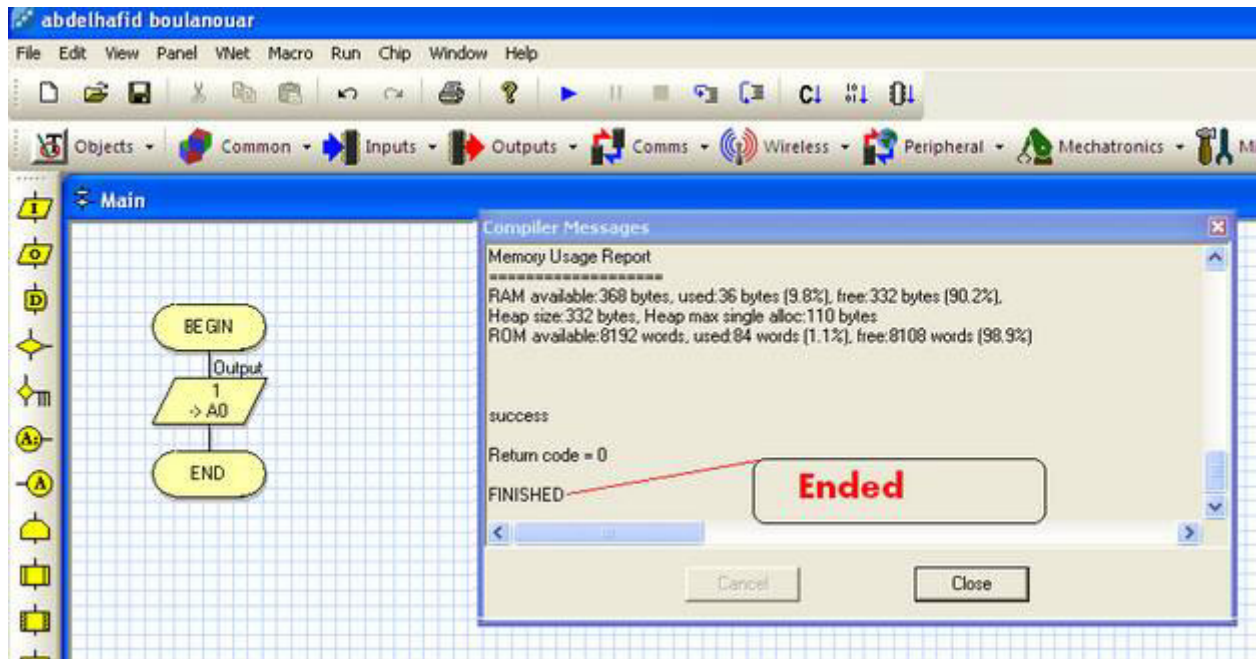 abdelhafid boulanouar
File Edit View Panel VNet Macro Run Chip Window Help
Objects Common Inputs Outputs Comms Wireless Peripheral Mechatronics
Main
Compiler Messages
Memory Usage Report
====================
RAM available:368 bytes, used:36 bytes (9.8%), free:332 bytes (90.2%),
Heap size:332 bytes, Heap max single alloc:110 bytes
ROM available:8192 words, used:84 words (1.1%), free:8108 words (98.9%)
success
Return code = 0
FINISHED
Ended
Cancel Close
BEGIN
Output
1
-> A0
END